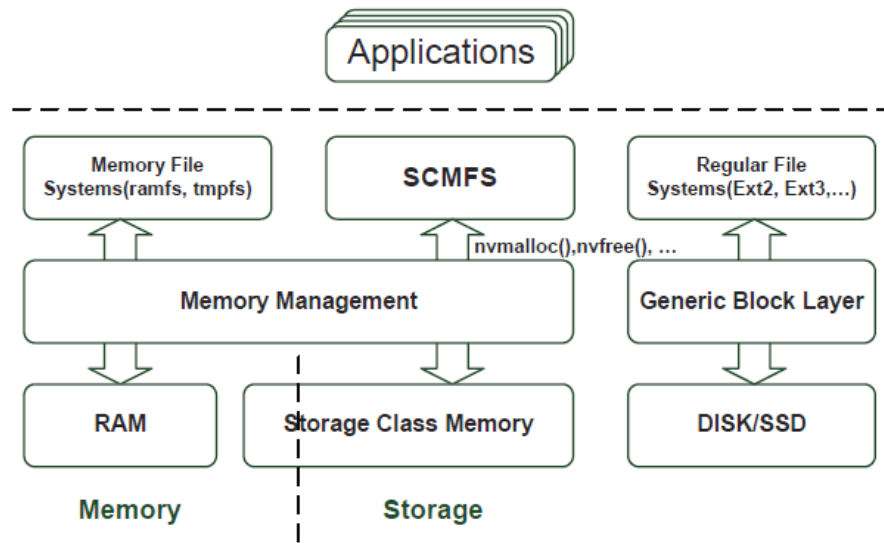 Applications
Memory File
Systems(ramfs, tmpfs)
SCMFS
Regular File
Systems(Ext2, Ext3,...)
nvmalloc(),nvfree(), ...
Memory Management
Generic Block Layer
RAM
Storage Class Memory
DISK/SSD
Memory
Storage